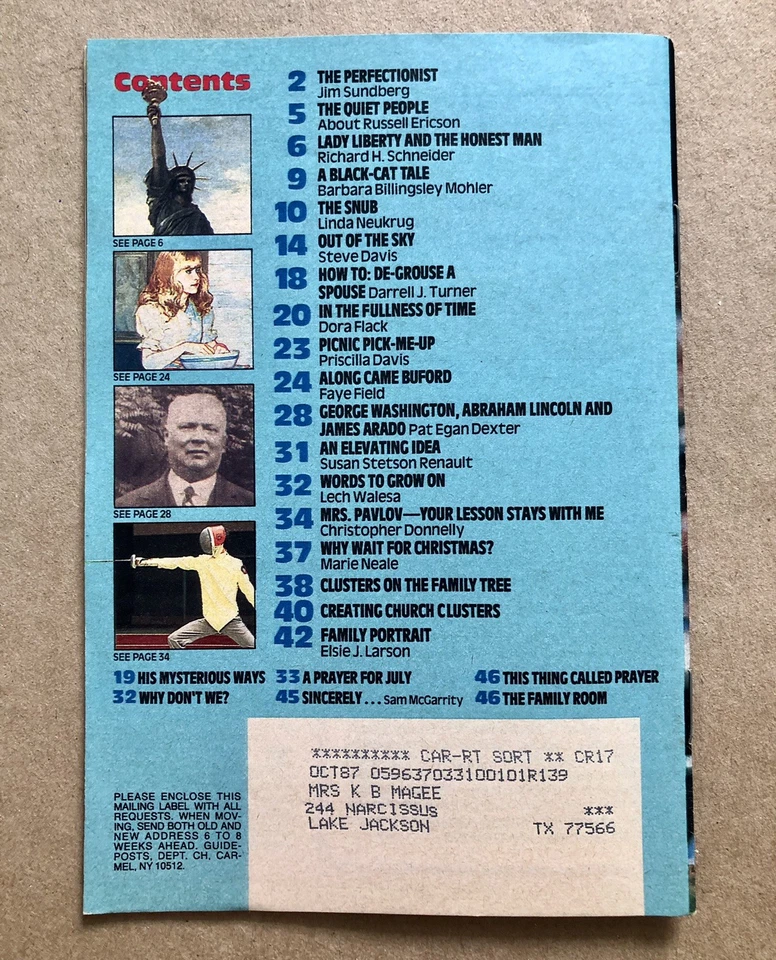 Contents
SEE PAGE 6
SEE PAGE 24
SEE PAGE 28
SEE PAGE 34
2 THE PERFECTIONIST
Jim Sundberg
5 THE QUIET PEOPLE
About Russell Ericson
6 LADY LIBERTY AND THE HONEST MAN
Richard H. Schneider
9 A BLACK-CAT TALE
Barbara Billingsley Mohler
10 THE SNUB
Linda Neukrug
14 OUT OF THE SKY
Steve Davis
18 HOW TO: DE-GROUSE A
SPOUSE Darrell J. Turner
20 IN THE FULLNESS OF TIME
Dora Flack
23 PICNIC PICK-ME-UP
Priscilla Davis
24 ALONG CAME BUFORD
Faye Field
28 GEORGE WASHINGTON, ABRAHAM LINCOLN AND
JAMES ARADO Pat Egan Dexter
31 AN ELEVATING IDEA
Susan Stetson Renault
32 WORDS TO GROW ON
Lech Walesa
34 MRS. PAVLOV—YOUR LESSON STAYS WITH ME
Christopher Donnelly
37 WHY WAIT FOR CHRISTMAS?
Marie Neale
38 CLUSTERS ON THE FAMILY TREE
40 CREATING CHURCH CLUSTERS
42 FAMILY PORTRAIT
Elsie J. Larson
19 HIS MYSTERIOUS WAYS 33 A PRAYER FOR JULY 46 THIS THING CALLED PRAYER
32 WHY DON'T WE? 45 SINCERELY... Sam McGarrity 46 THE FAMILY ROOM
PLEASE ENCLOSE THIS
MAILING LABEL WITH ALL
REQUESTS. WHEN MOV-
ING, SEND BOTH OLD AND
NEW ADDRESS 6 TO 8
WEEKS AHEAD. GUIDE-
POSTS, DEPT. CH, CAR-
MEL, NY 10512.
********** CAR-RT SORT ** CR17
OCT87 059637033100101R139
MRS K B MAGEE
244 NARCISSUS ***
LAKE JACKSON TX 77566